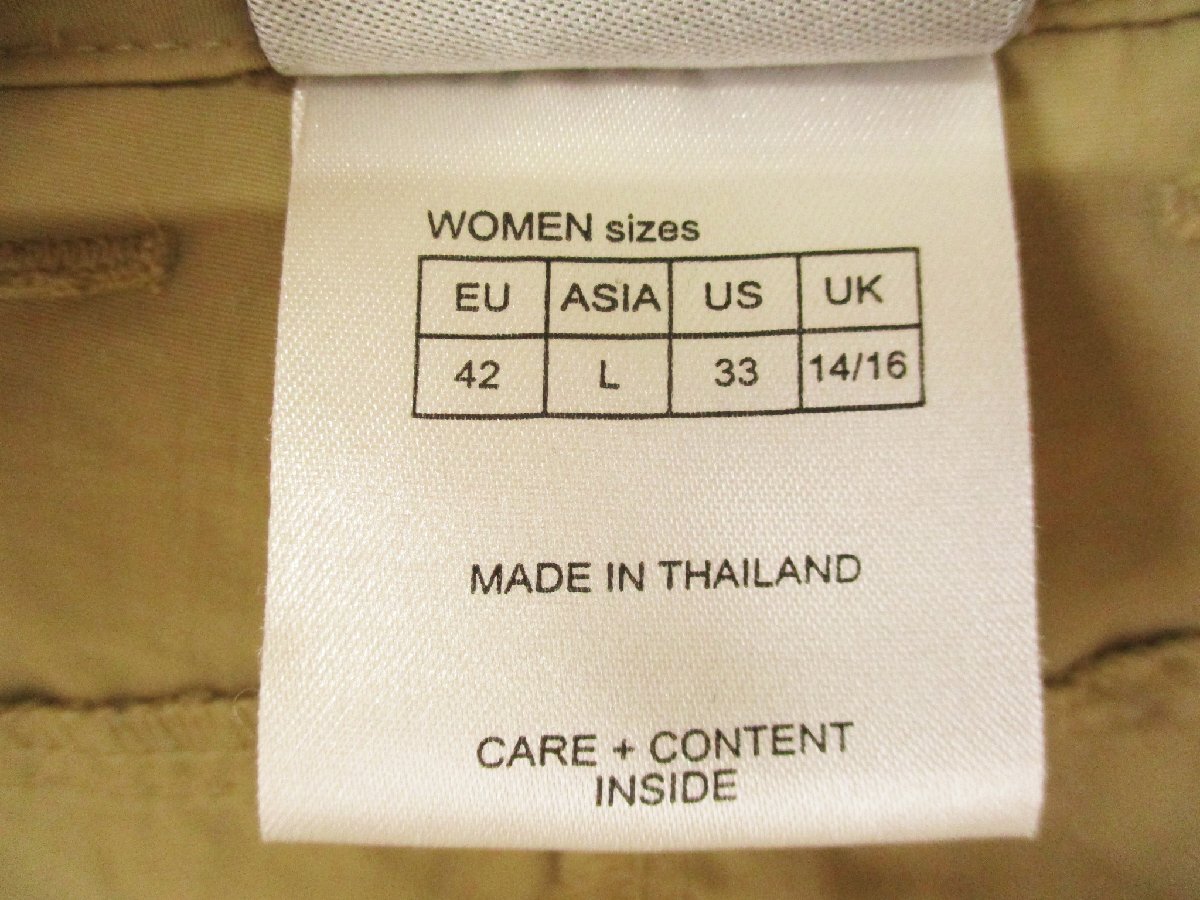 WOMEN sizes
EU ASIA US UK
42 L 33 14/16
MADE IN THAILAND
CARE + CONTENT
INSIDE